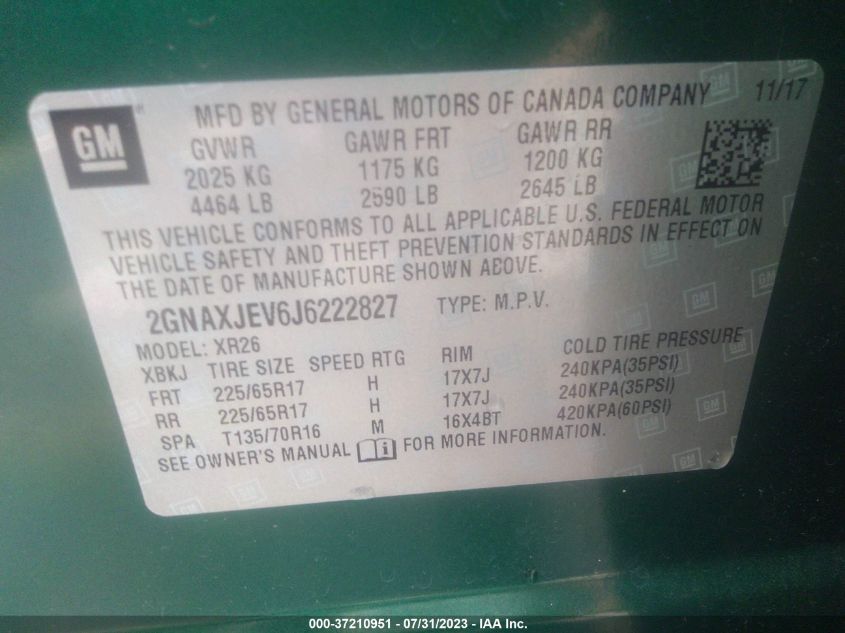 GM
MFD BY GENERAL MOTORS OF CANADA COMPANY 11/17
GVWR GAWR FRT GAWR RR
2025 KG 1175 KG 1200 KG
4464 LB 2590 LB 2645 LB
THIS VEHICLE CONFORMS TO ALL APPLICABLE U.S. FEDERAL MOTOR
VEHICLE SAFETY AND THEFT PREVENTION STANDARDS IN EFFECT ON
THE DATE OF MANUFACTURE SHOWN ABOVE.
2GNAXJEV6J6222827 TYPE: M.P.V.
MODEL: XR26
XBKJ TIRE SIZE SPEED RTG RIM COLD TIRE PRESSURE
FRT 225/65R17 H 17X7J 240KPA(35PSI)
RR 225/65R17 H 17X7J 240KPA(35PSI)
SPA T135/70R16 M 16X4BT 420KPA(60PSI)
SEE OWNER'S MANUAL FOR MORE INFORMATION.
000-37210951 - 07/31/2023 - IAA Inc.